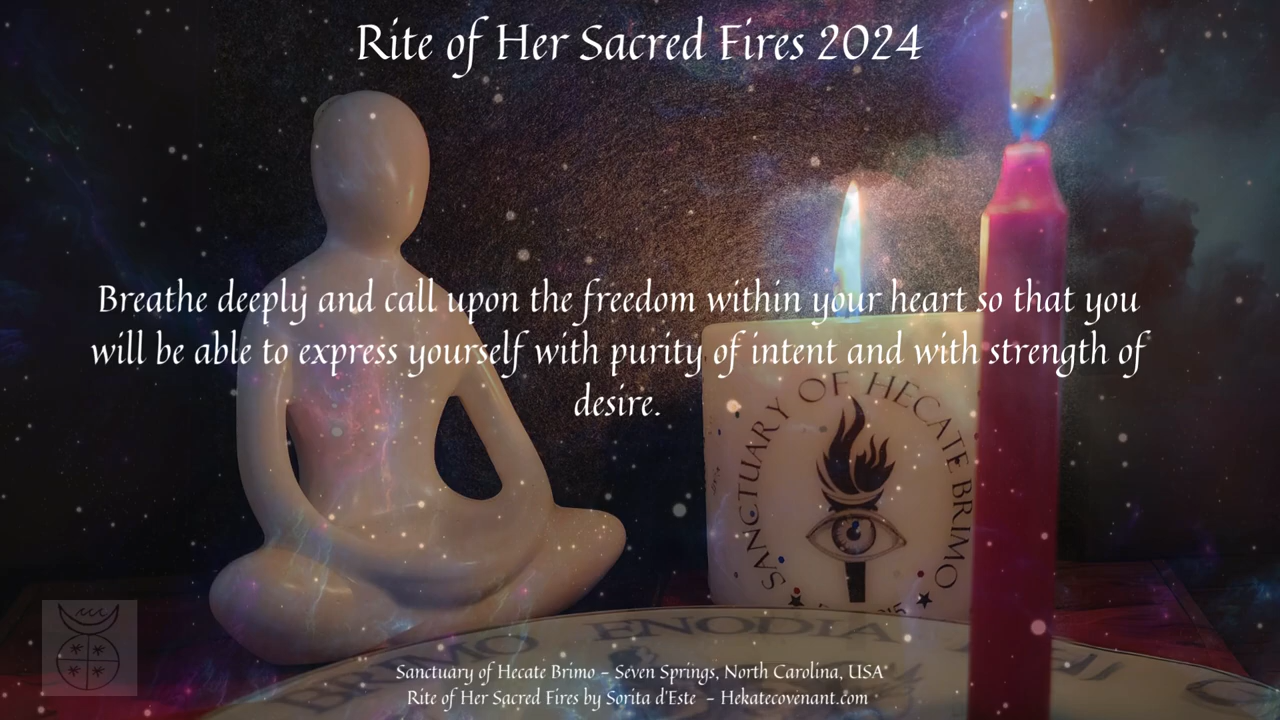 Rite of Her Sacred Fires 2024
Breathe deeply and call upon the freedom within your heart so that you
will be able to express yourself with purity of intent and with strength of
desire.
SANCTUARY OF HECATE BRIMO
BRIMO ENODIA
Sanctuary of Hecate Brimo – Seven Springs, North Carolina, USA
Rite of Her Sacred Fires by Sorita d'Este – Hekatecovenant.com